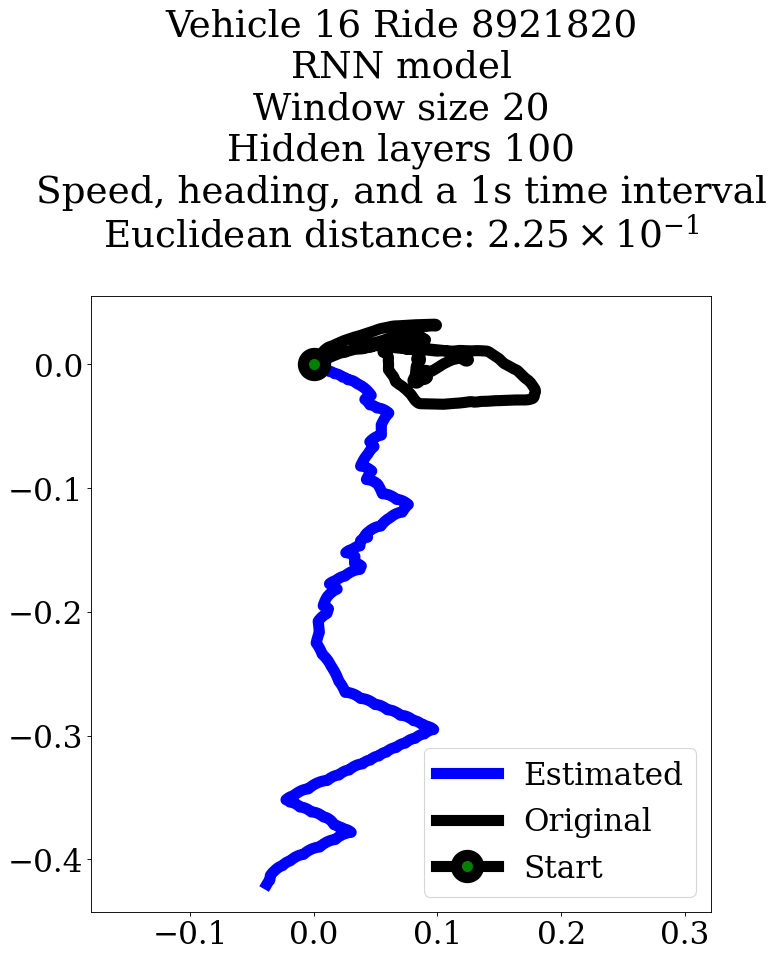 Vehicle 16 Ride 8921820
RNN model
Window size 20
Hidden layers 100
Speed, heading, and a 1s time interval
Euclidean distance: 2.25 × 10⁻¹
0.0
−0.1
−0.2
−0.3
−0.4
Estimated
Original
Start
−0.1 0.0 0.1 0.2 0.3